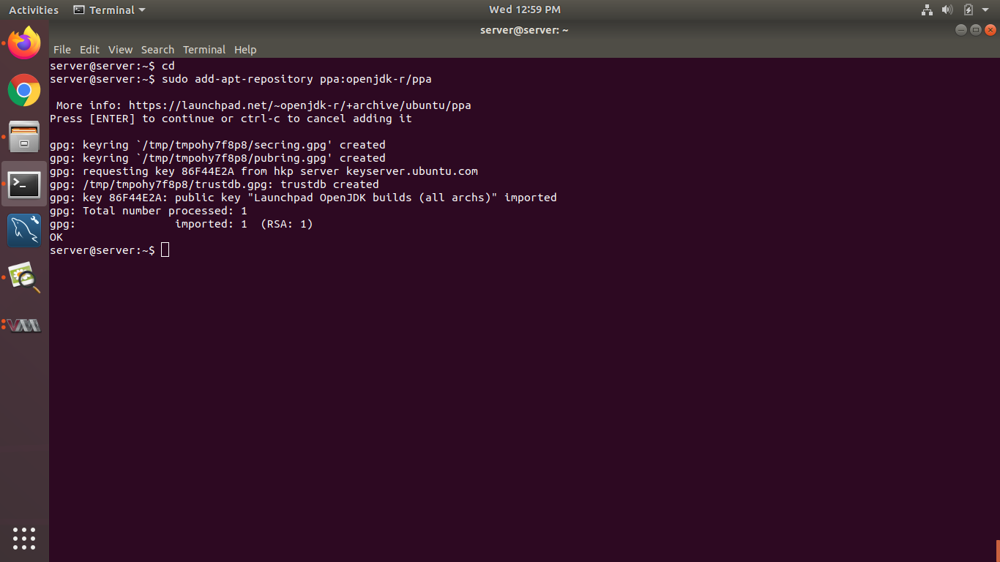 Activities Terminal Wed 12:59 PM
server@server: ~
File Edit View Search Terminal Help
server@server:~$ cd
server@server:~$ sudo add-apt-repository ppa:openjdk-r/ppa
 More info: https://launchpad.net/~openjdk-r/+archive/ubuntu/ppa
Press [ENTER] to continue or ctrl-c to cancel adding it
gpg: keyring `/tmp/tmpohy7f8p8/secring.gpg' created
gpg: keyring `/tmp/tmpohy7f8p8/pubring.gpg' created
gpg: requesting key 86F44E2A from hkp server keyserver.ubuntu.com
gpg: /tmp/tmpohy7f8p8/trustdb.gpg: trustdb created
gpg: key 86F44E2A: public key "Launchpad OpenJDK builds (all archs)" imported
gpg: Total number processed: 1
gpg:               imported: 1  (RSA: 1)
OK
server@server:~$